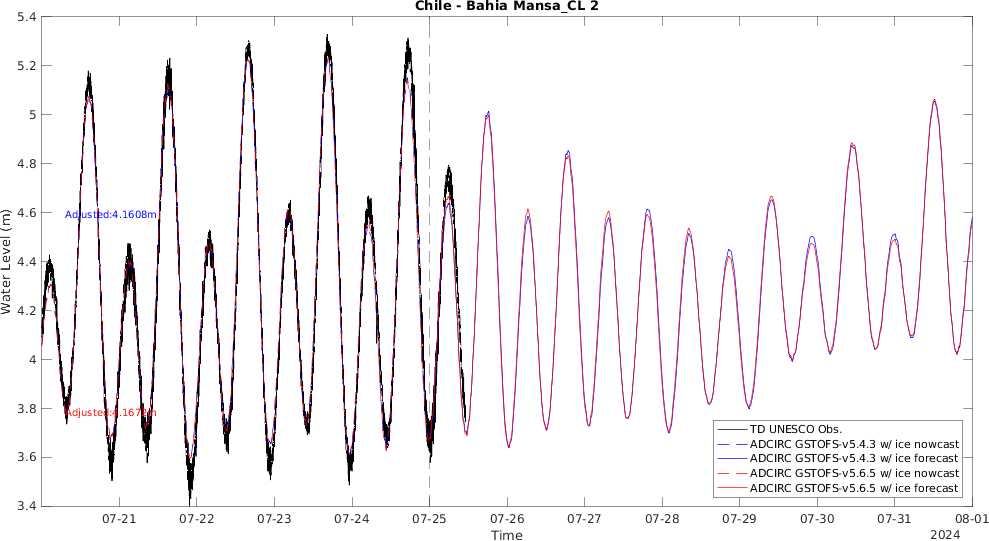 Chile - Bahia Mansa_CL 2
5.4
5.2
5
4.8
4.6
4.4
4.2
4
3.8
3.6
3.4
Water Level (m)
Adjusted:4.1608m
Adjusted:4.1672m
TD UNESCO Obs.
ADCIRC GSTOFS-v5.4.3 w/ ice nowcast
ADCIRC GSTOFS-v5.4.3 w/ ice forecast
ADCIRC GSTOFS-v5.6.5 w/ ice nowcast
ADCIRC GSTOFS-v5.6.5 w/ ice forecast
07-21 07-22 07-23 07-24 07-25 07-26 07-27 07-28 07-29 07-30 07-31 08-01
Time
2024